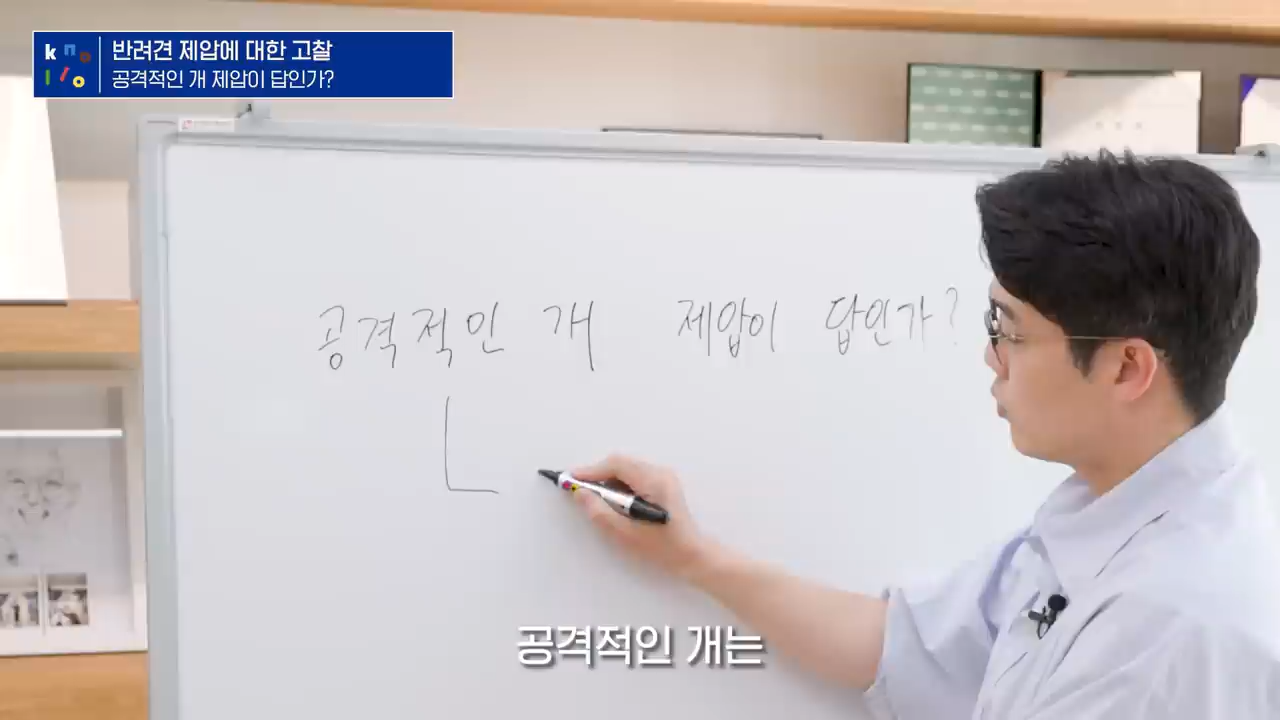 knollo
반려견 제압에 대한 고찰
공격적인 개 제압이 답인가?
공격적인 개 제압이 답인가?
공격적인 개는